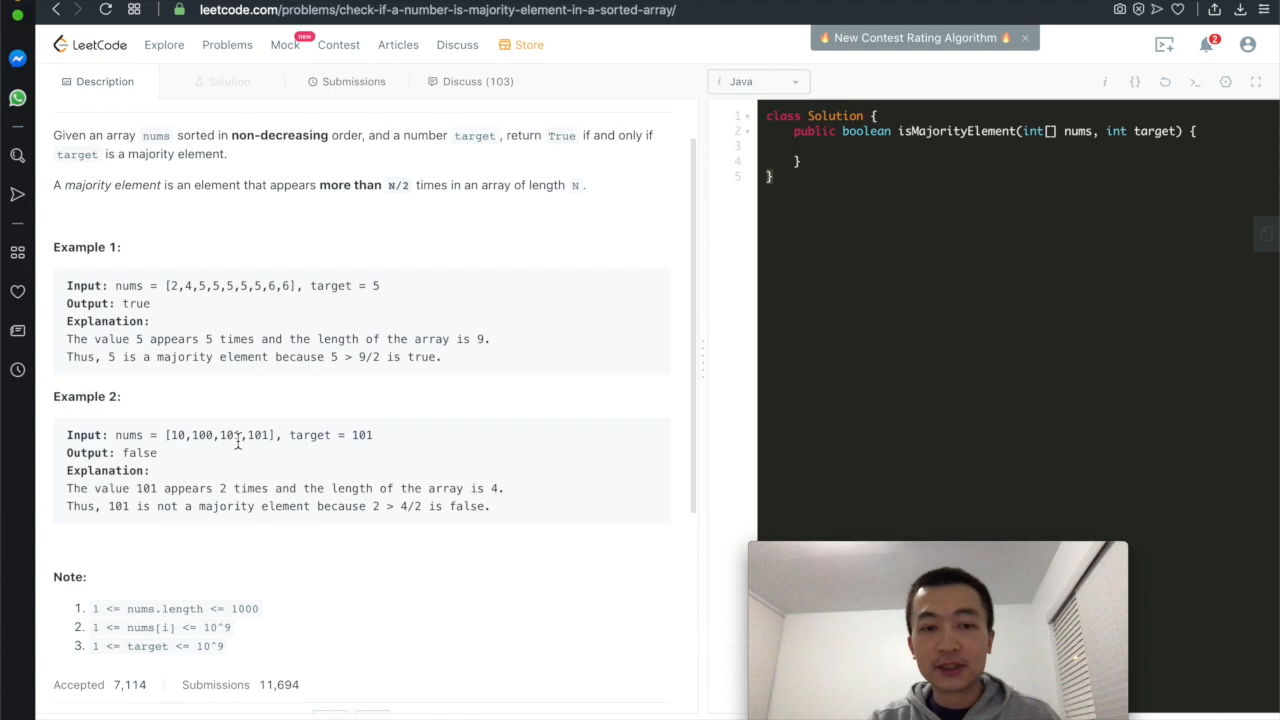 leetcode.com/problems/check-if-a-number-is-majority-element-in-a-sorted-array/
LeetCode Explore Problems Mock new Contest Articles Discuss Store
🔥 New Contest Rating Algorithm 🔥 ×
2
Description Solution Submissions Discuss (103)
i Java
Given an array nums sorted in non-decreasing order, and a number target, return True if and only if
target is a majority element.
A majority element is an element that appears more than N/2 times in an array of length N.
Example 1:
Input: nums = [2,4,5,5,5,5,5,6,6], target = 5
Output: true
Explanation:
The value 5 appears 5 times and the length of the array is 9.
Thus, 5 is a majority element because 5 > 9/2 is true.
Example 2:
Input: nums = [10,100,101,101], target = 101
Output: false
Explanation:
The value 101 appears 2 times and the length of the array is 4.
Thus, 101 is not a majority element because 2 > 4/2 is false.
Note:
1. 1 <= nums.length <= 1000
2. 1 <= nums[i] <= 10^9
3. 1 <= target <= 10^9
Accepted 7,114 Submissions 11,694
1 class Solution {
2 public boolean isMajorityElement(int[] nums, int target) {
3
4 }
5 }